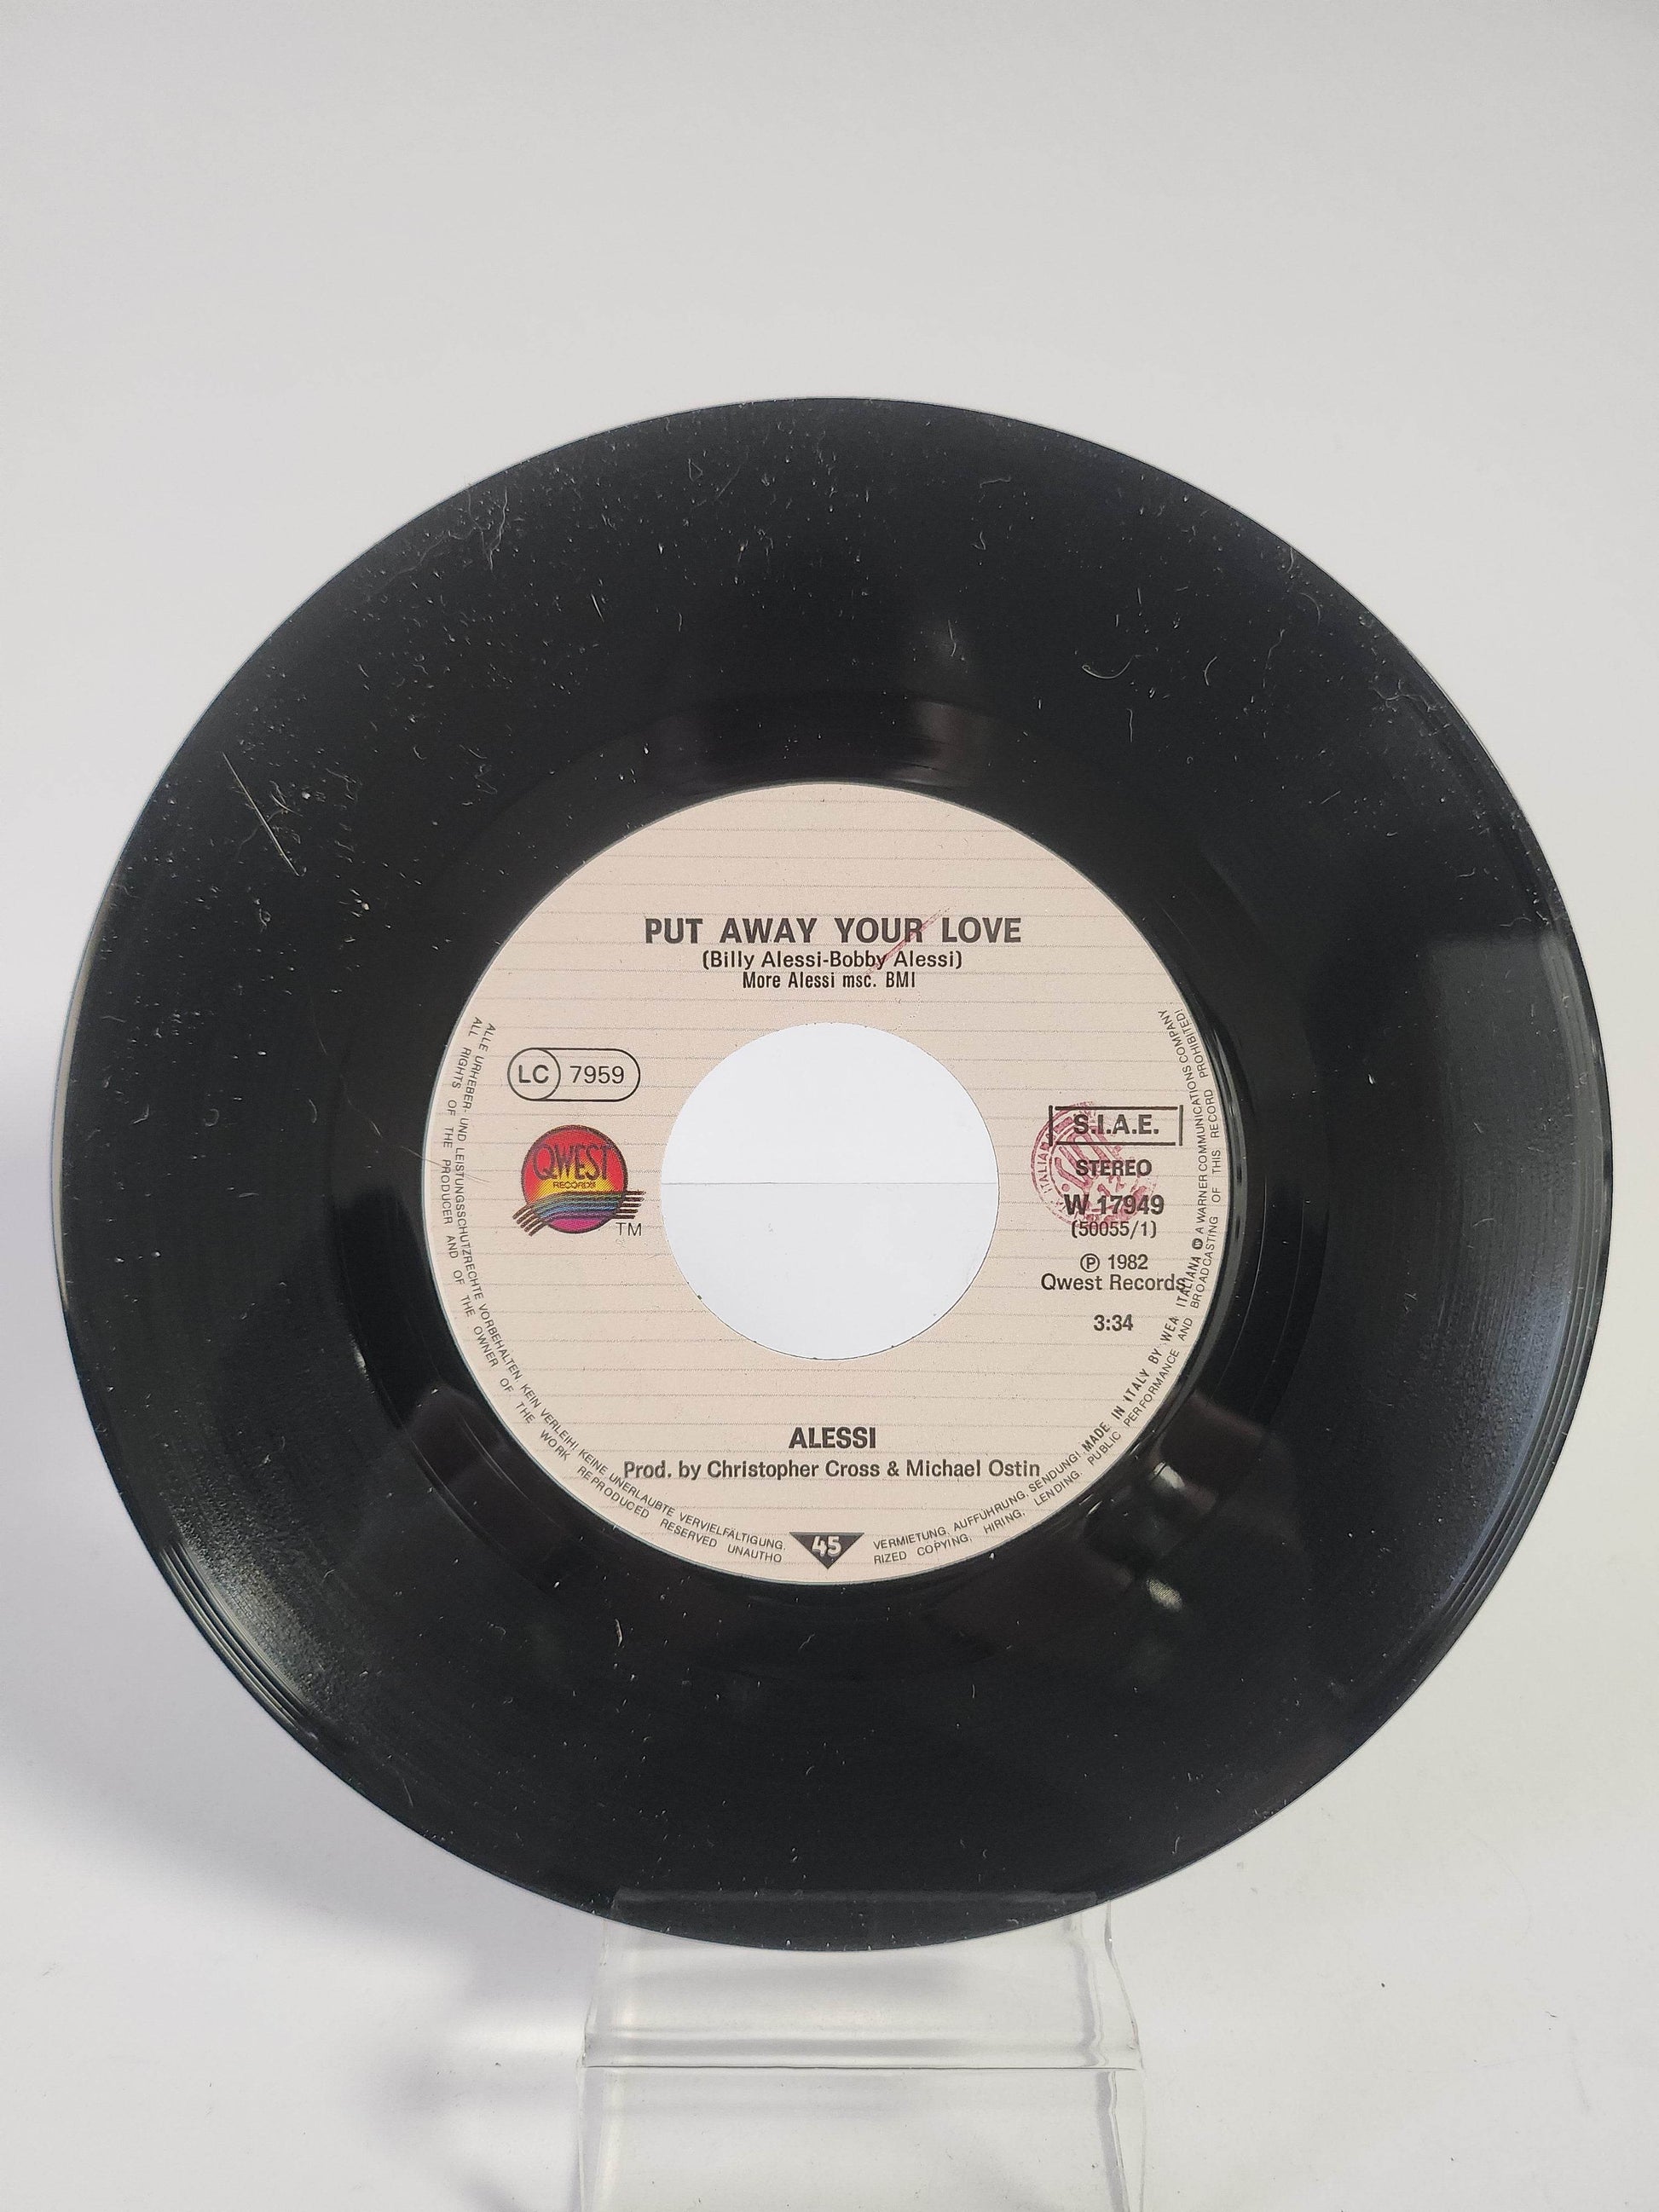 PUT AWAY YOUR LOVE
(Billy Alessi-Bobby Alessi)
More Alessi msc. BMI
LC 7959
QWEST
RECORDS
TM
S.I.A.E.
STEREO
W 17949
(50055/1)
Ⓟ 1982
Qwest Records
3:34
ALESSI
Prod. by Christopher Cross & Michael Ostin
45
ALLE URHEBER- UND LEISTUNGSSCHUTZRECHTE VORBEHALTEN. KEIN VERLEIH! KEINE UNERLAUBTE VERVIELFÄLTIGUNG,
VERMIETUNG, AUFFÜHRUNG, SENDUNG! MADE IN ITALY BY WEA ITALIANA A WARNER COMMUNICATIONS COMPANY
ALL RIGHTS OF THE PRODUCER AND OF THE OWNER OF THE WORK REPRODUCED RESERVED UNAUTHO
RIZED COPYING, HIRING, LENDING, PUBLIC PERFORMANCE AND BROADCASTING OF THIS RECORD PROHIBITED!